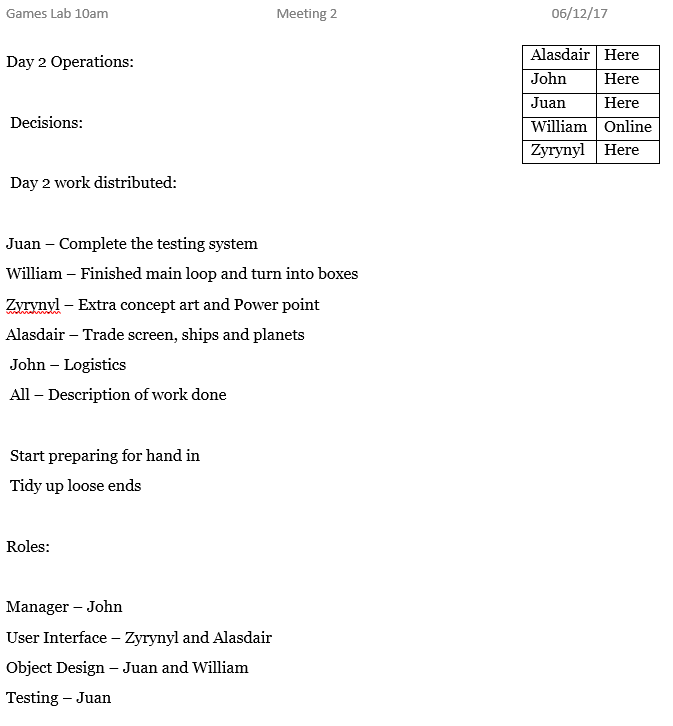 Games Lab 10am Meeting 2 06/12/17
Alasdair Here
John Here
Juan Here
William Online
Zyrynyl Here
Day 2 Operations:
Decisions:
Day 2 work distributed:
Juan – Complete the testing system
William – Finished main loop and turn into boxes
Zyrynyl – Extra concept art and Power point
Alasdair – Trade screen, ships and planets
John – Logistics
All – Description of work done
Start preparing for hand in
Tidy up loose ends
Roles:
Manager – John
User Interface – Zyrynyl and Alasdair
Object Design – Juan and William
Testing – Juan